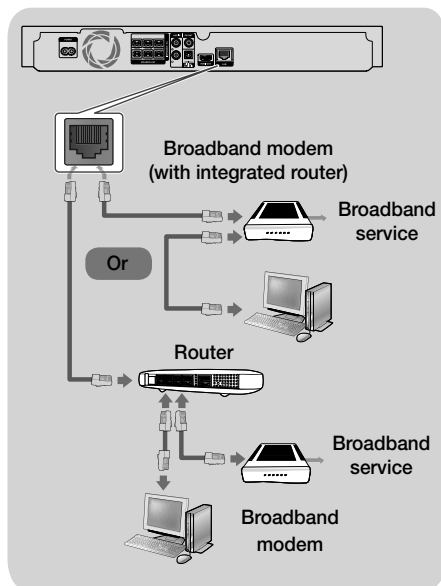 Broadband modem
(with integrated router)
Broadband
service
Or
Router
Broadband
service
Broadband
modem